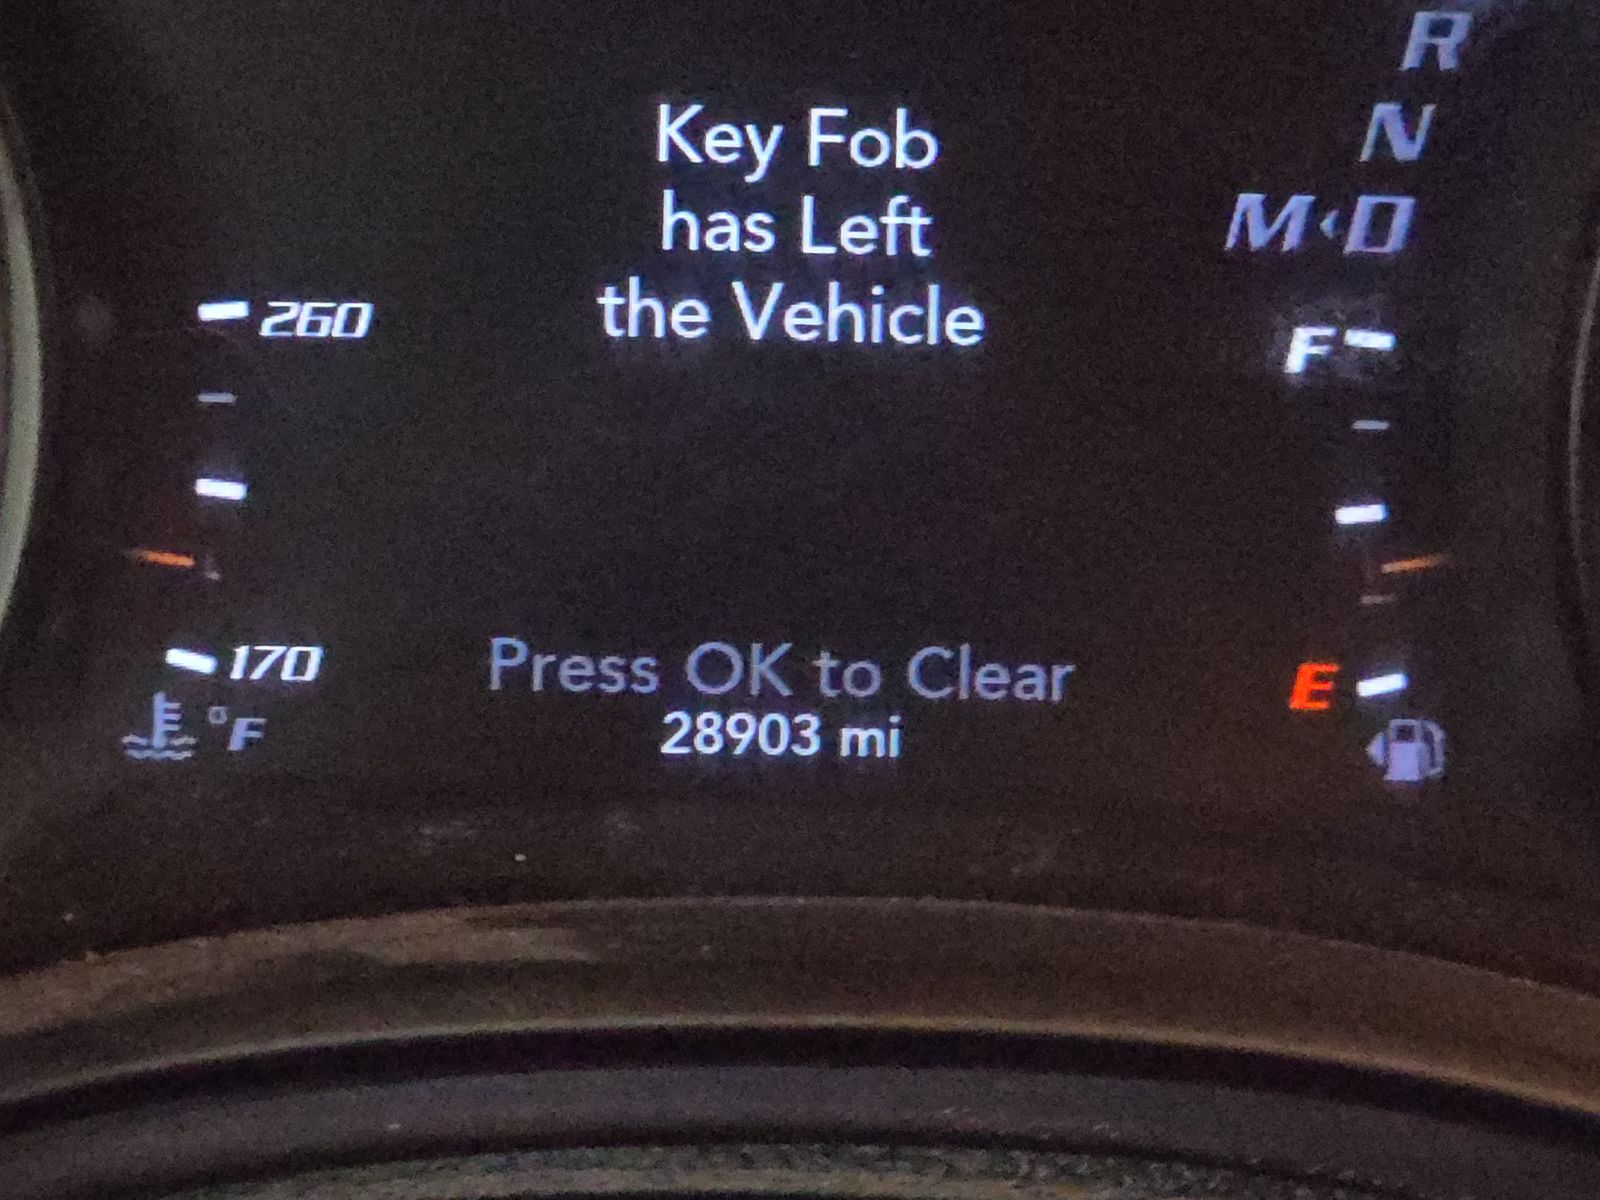 R
Key Fob
N
has Left
M‹D
the Vehicle
260
F
170
Press OK to Clear
E
°F
28903 mi